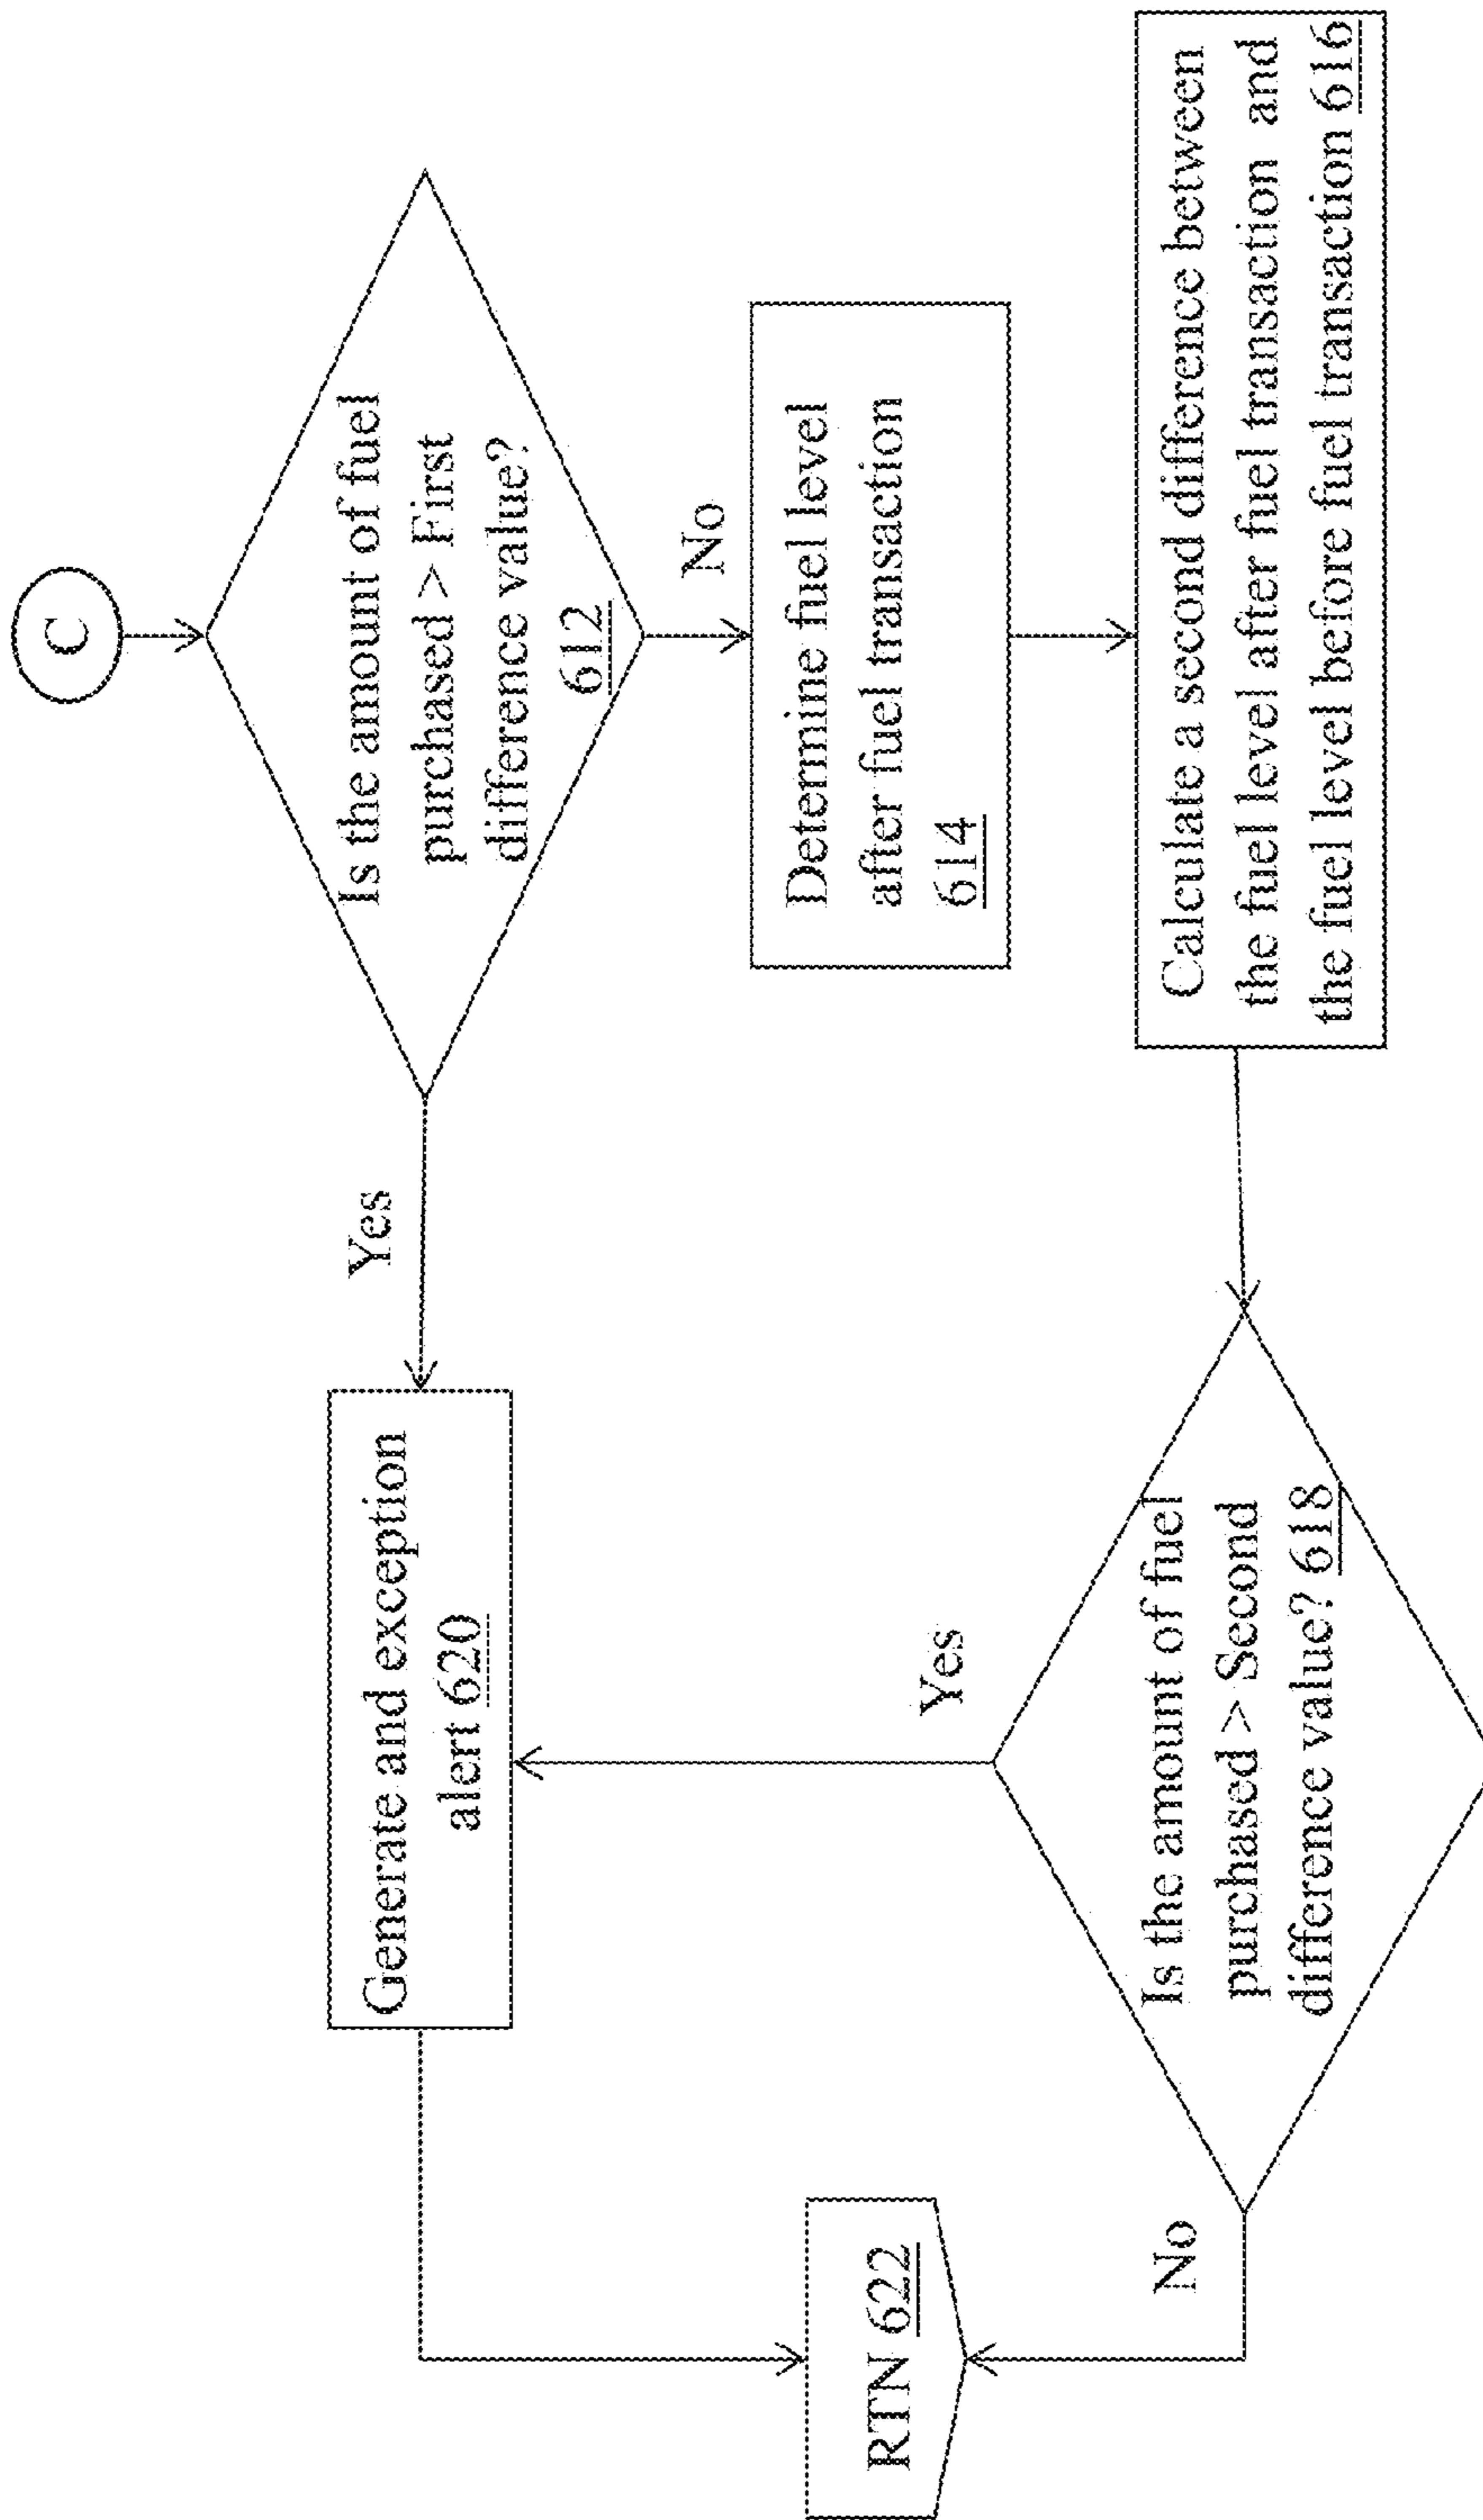 C
Is the amount of fuel
purchased > First
difference value?
612
Yes
No
Determine fuel level
after fuel transaction
614
Calculate a second difference between
the fuel level after fuel transaction and
the fuel level before fuel transaction 616
Is the amount of fuel
purchased > Second
difference value? 618
Yes
No
Generate and exception
alert 620
RTN 622